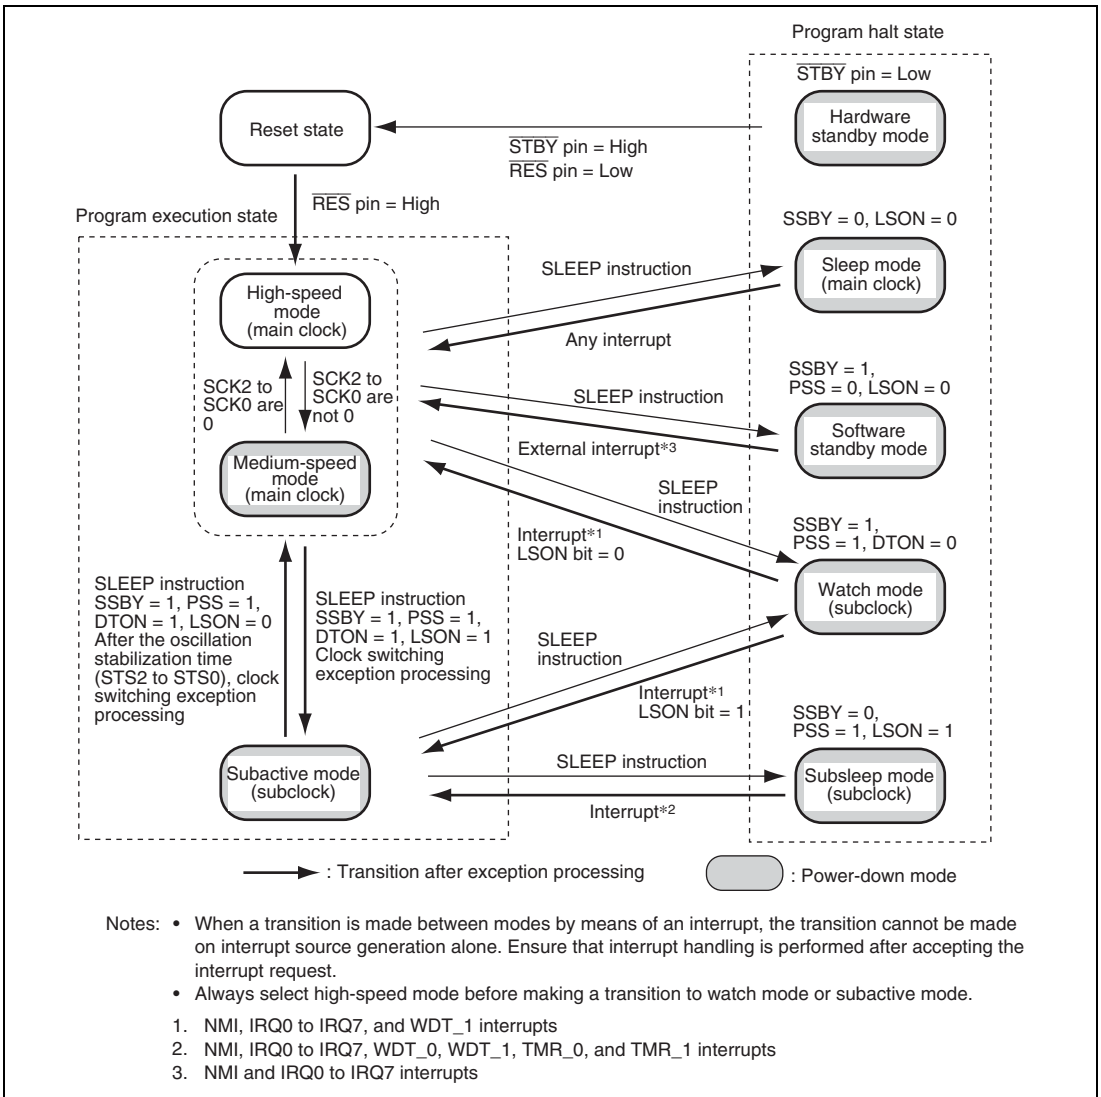 Program halt state
STBY pin = Low
Hardware
standby mode
Reset state
STBY pin = High
RES pin = Low
RES pin = High
Program execution state
SSBY = 0, LSON = 0
Sleep mode
(main clock)
SLEEP instruction
Any interrupt
High-speed
mode
(main clock)
SCK2 to
SCK0 are
0
SCK2 to
SCK0 are
not 0
Medium-speed
mode
(main clock)
SSBY = 1,
PSS = 0, LSON = 0
Software
standby mode
SLEEP instruction
External interrupt*3
SLEEP
instruction
Interrupt*1
LSON bit = 0
SSBY = 1,
PSS = 1, DTON = 0
Watch mode
(subclock)
SLEEP instruction
SSBY = 1, PSS = 1,
DTON = 1, LSON = 0
After the oscillation
stabilization time
(STS2 to STS0), clock
switching exception
processing
SLEEP instruction
SSBY = 1, PSS = 1,
DTON = 1, LSON = 1
Clock switching
exception processing
SLEEP
instruction
Interrupt*1
LSON bit = 1
SSBY = 0,
PSS = 1, LSON = 1
Subactive mode
(subclock)
SLEEP instruction
Interrupt*2
Subsleep mode
(subclock)
: Transition after exception processing
: Power-down mode
Notes: • When a transition is made between modes by means of an interrupt, the transition cannot be made
on interrupt source generation alone. Ensure that interrupt handling is performed after accepting the
interrupt request.
• Always select high-speed mode before making a transition to watch mode or subactive mode.
1. NMI, IRQ0 to IRQ7, and WDT_1 interrupts
2. NMI, IRQ0 to IRQ7, WDT_0, WDT_1, TMR_0, and TMR_1 interrupts
3. NMI and IRQ0 to IRQ7 interrupts